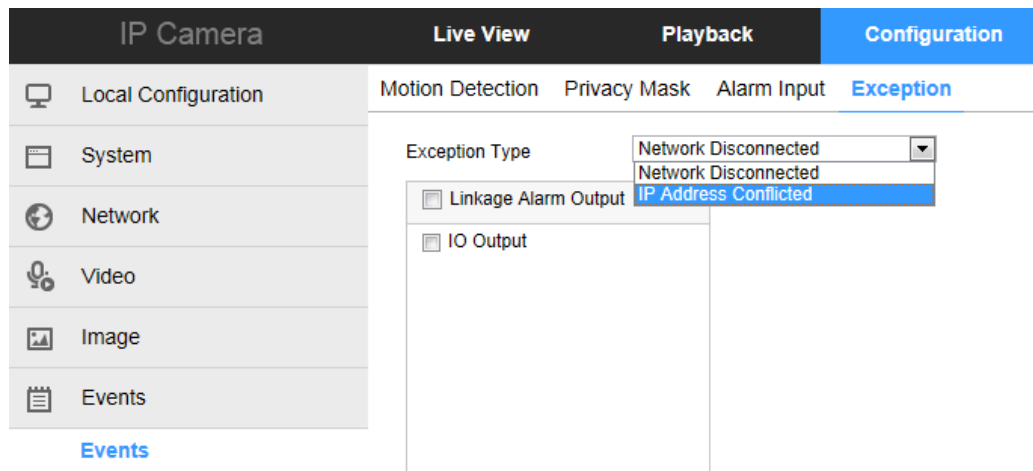 IP Camera
Live View
Playback
Configuration
Local Configuration
System
Network
Video
Image
Events
Events
Motion Detection
Privacy Mask
Alarm Input
Exception
Exception Type
Network Disconnected
Network Disconnected
IP Address Conflicted
Linkage Alarm Output
IO Output